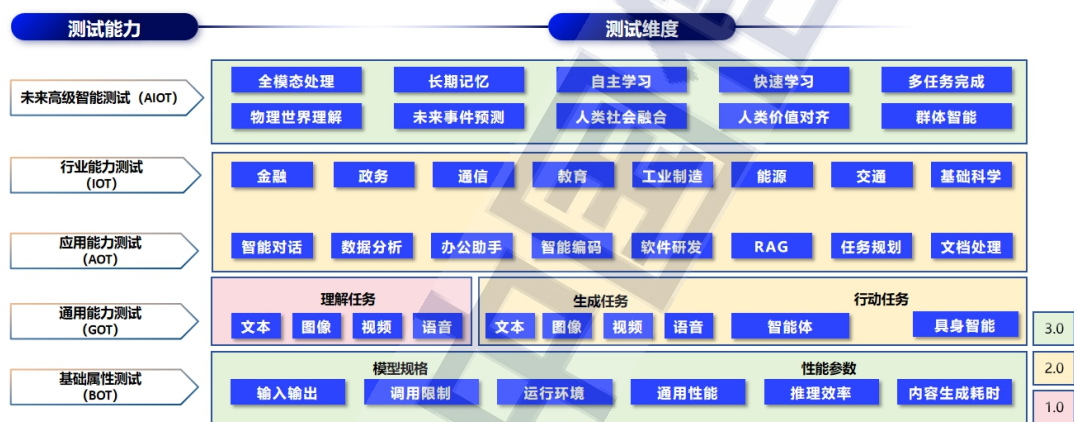 测试能力
测试维度
未来高级智能测试（AIOT）
全模态处理
长期记忆
自主学习
快速学习
多任务完成
物理世界理解
未来事件预测
人类社会融合
人类价值对齐
群体智能
行业能力测试
(IOT)
金融
政务
通信
教育
工业制造
能源
交通
基础科学
应用能力测试
(AOT)
智能对话
数据分析
办公助手
智能编码
软件研发
RAG
任务规划
文档处理
通用能力测试
(GOT)
理解任务
文本
图像
视频
语音
生成任务
行动任务
文本
图像
视频
语音
智能体
具身智能
3.0
2.0
1.0
基础属性测试
(BOT)
模型规格
性能参数
输入输出
调用限制
运行环境
通用性能
推理效率
内容生成耗时